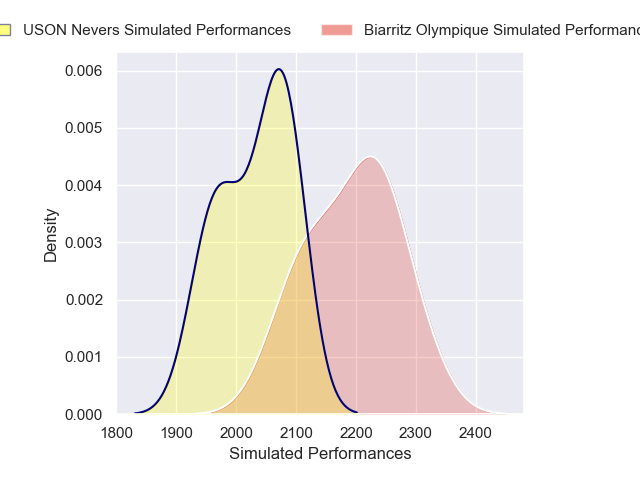 USON Nevers Simulated Performances Biarritz Olympique Simulated Performanc
0.006
0.005
0.004
0.003
0.002
0.001
0.000
Density
1800 1900 2000 2100 2200 2300 2400
Simulated Performances